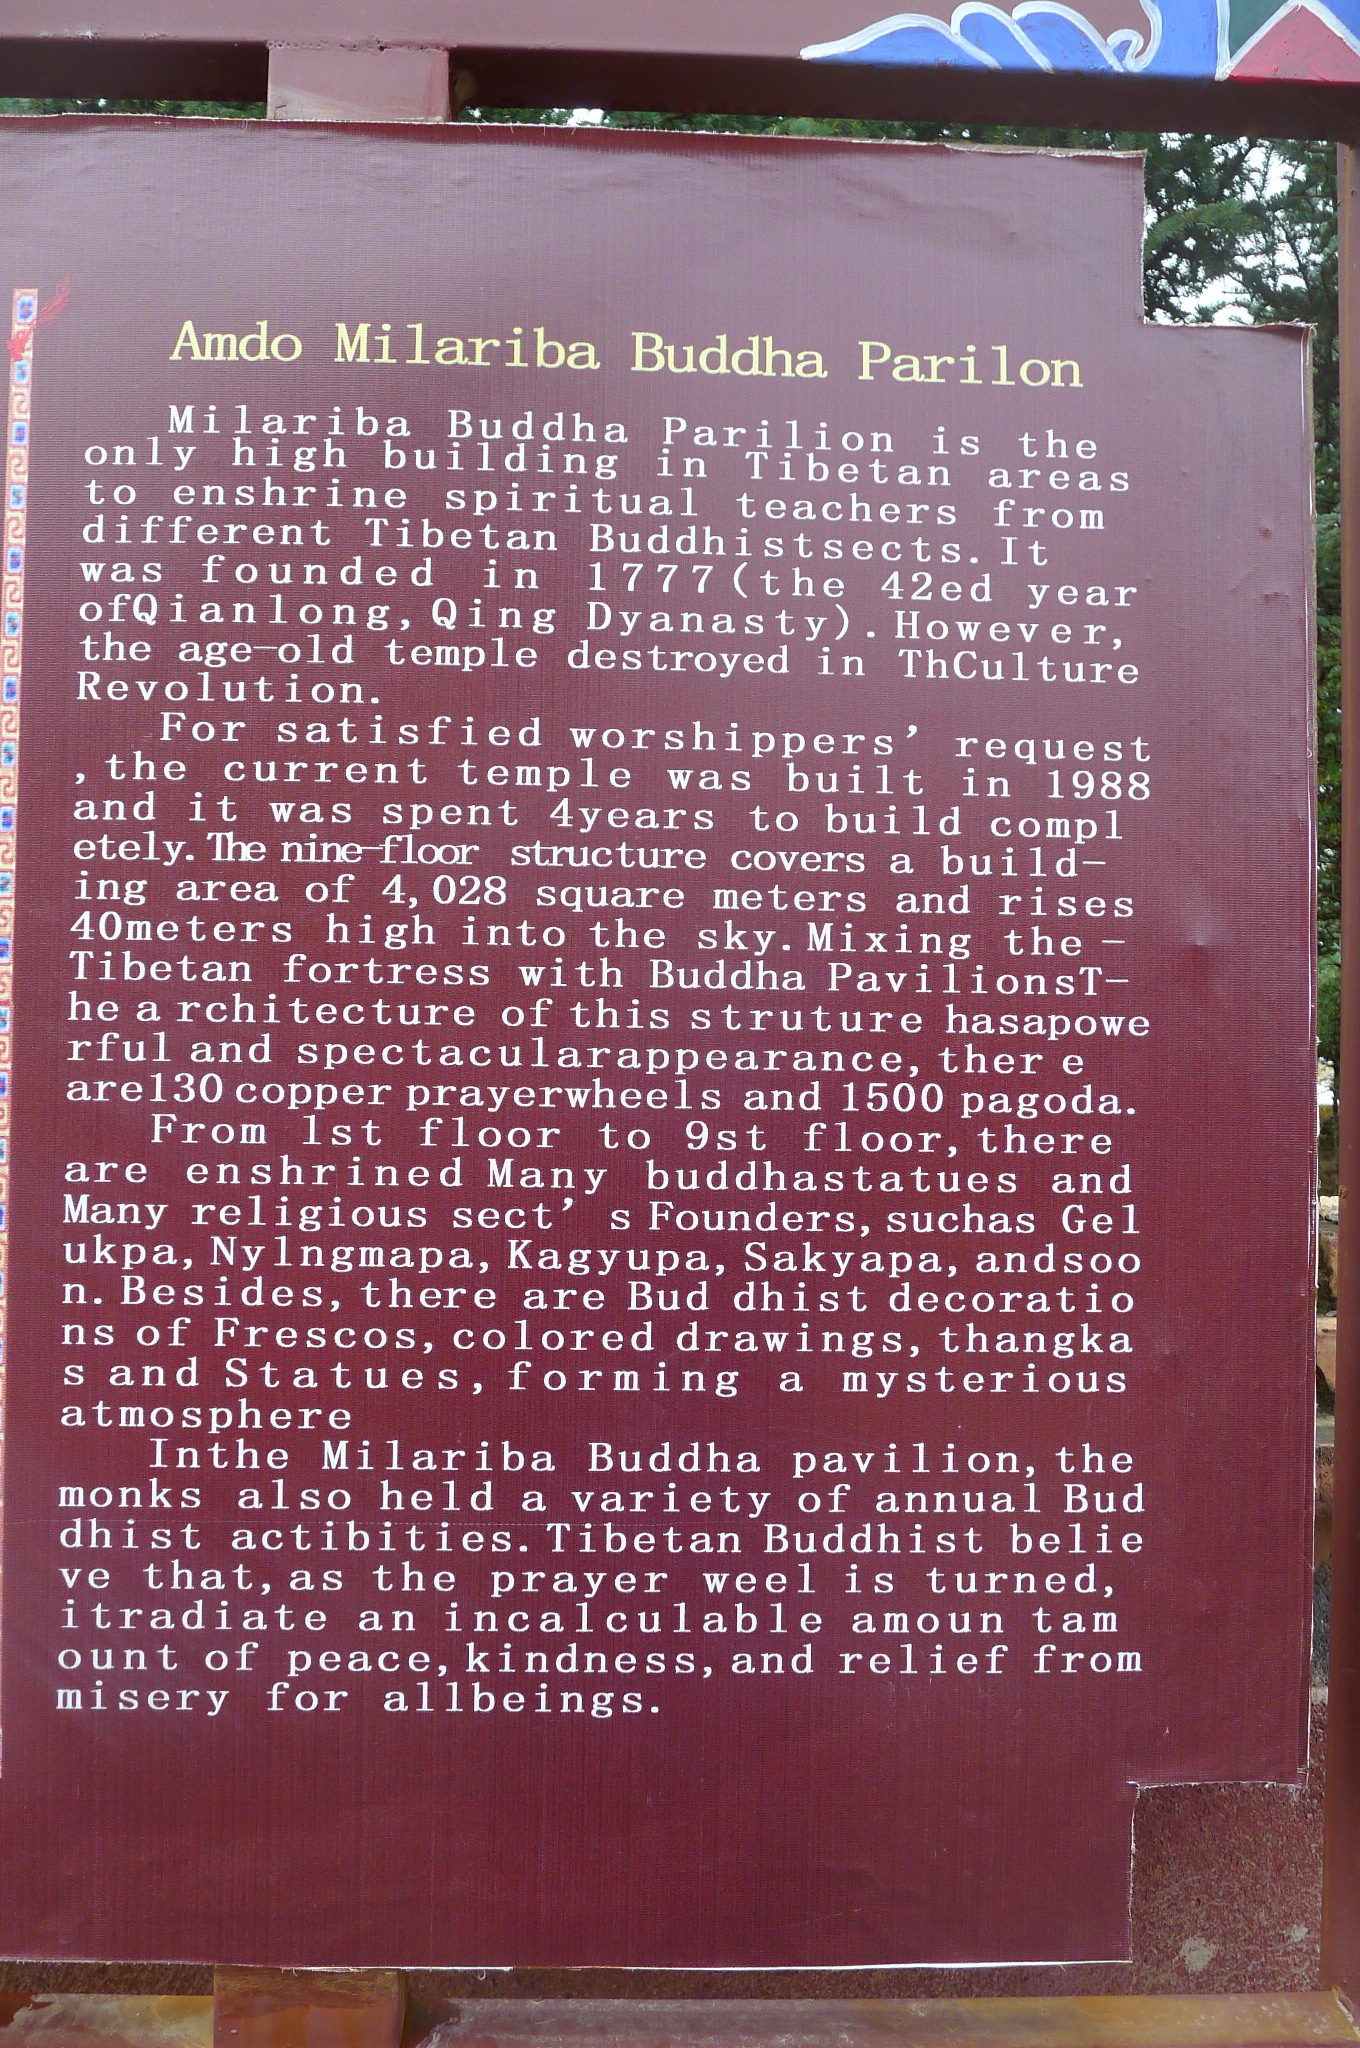 Amdo Milariba Buddha Parilon
Milariba Buddha Parilion is the
only high building in Tibetan areas
to enshrine spiritual teachers from
different Tibetan Buddhistsects. It
was founded in 1777(the 42ed year
ofQianlong, Qing Dyanasty). However,
the age-old temple destroyed in ThCulture
Revolution.
For satisfied worshippers’ request
, the current temple was built in 1988
and it was spent 4years to build compl
etely. The nine-floor structure covers a build-
ing area of 4,028 square meters and rises
40meters high into the sky. Mixing the -
Tibetan fortress with Buddha PavilionsT-
he a rchitecture of this struture hasapowe
rful and spectacularappearance, ther e
are130 copper prayerwheels and 1500 pagoda.
From 1st floor to 9st floor, there
are enshrined Many buddhastatues and
Many religious sect’ s Founders, suchas Gel
ukpa, Nylngmapa, Kagyupa, Sakyapa, andsoo
n. Besides, there are Bud dhist decoratio
ns of Frescos, colored drawings, thangka
s and Statues, forming a mysterious
atmosphere
Inthe Milariba Buddha pavilion, the
monks also held a variety of annual Bud
dhist actibities. Tibetan Buddhist belie
ve that, as the prayer weel is turned,
itradiate an incalculable amoun tam
ount of peace, kindness, and relief from
misery for allbeings.